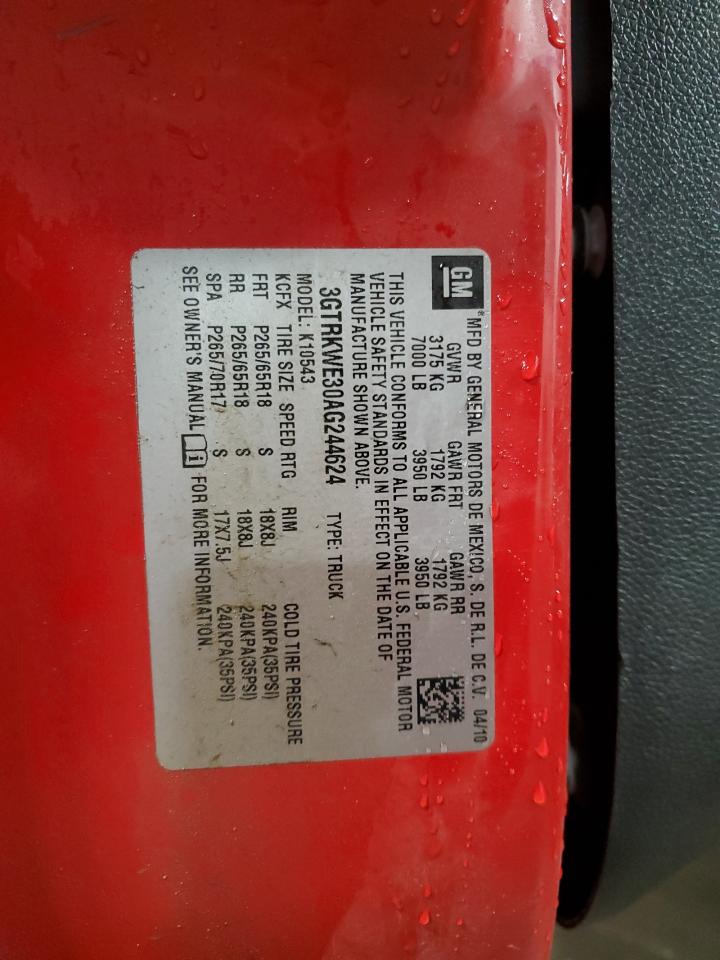 GM
® MFD BY GENERAL MOTORS DE MEXICO, S. DE R.L. DE C.V. 04/10
GVWR GAWR FRT GAWR RR
3175 KG 1792 KG 1792 KG
7000 LB 3950 LB 3950 LB
THIS VEHICLE CONFORMS TO ALL APPLICABLE U.S. FEDERAL MOTOR
VEHICLE SAFETY STANDARDS IN EFFECT ON THE DATE OF
MANUFACTURE SHOWN ABOVE.
3GTRKWE30AG244624 TYPE: TRUCK
MODEL: K10543
KCFX TIRE SIZE SPEED RTG RIM COLD TIRE PRESSURE
FRT P265/65R18 S 18X8J 240KPA(35PSI)
RR P265/65R18 S 18X8J 240KPA(35PSI)
SPA P265/70R17 S 17X7.5J 240KPA(35PSI)
SEE OWNER'S MANUAL i FOR MORE INFORMATION.